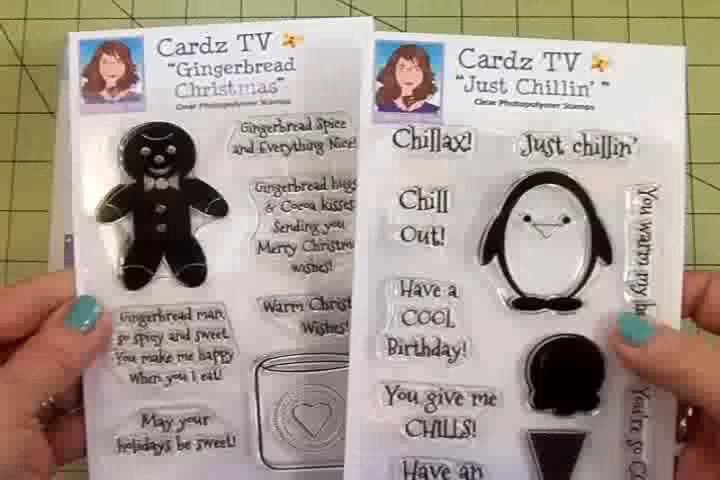 Cardz TV
"Gingerbread
Christmas"
Clear Photopolymer Stamps
Gingerbread Spice
and Everything Nice!
Gingerbread hugs
& Cocoa kisses
Sending you
Merry Christm
wishes!
Warm Christ
Wishes!
Gingerbread man,
so spicy and sweet
You make me happy
when you I eat!
May your
holidays be sweet!
Cardz TV
"Just Chillin' "
Clear Photopolymer Stamps
Chillax!
Just chillin'
Chill
Out!
You warm my
Have a
COOL
Birthday!
You give me
CHILLS!
Have an
You're so